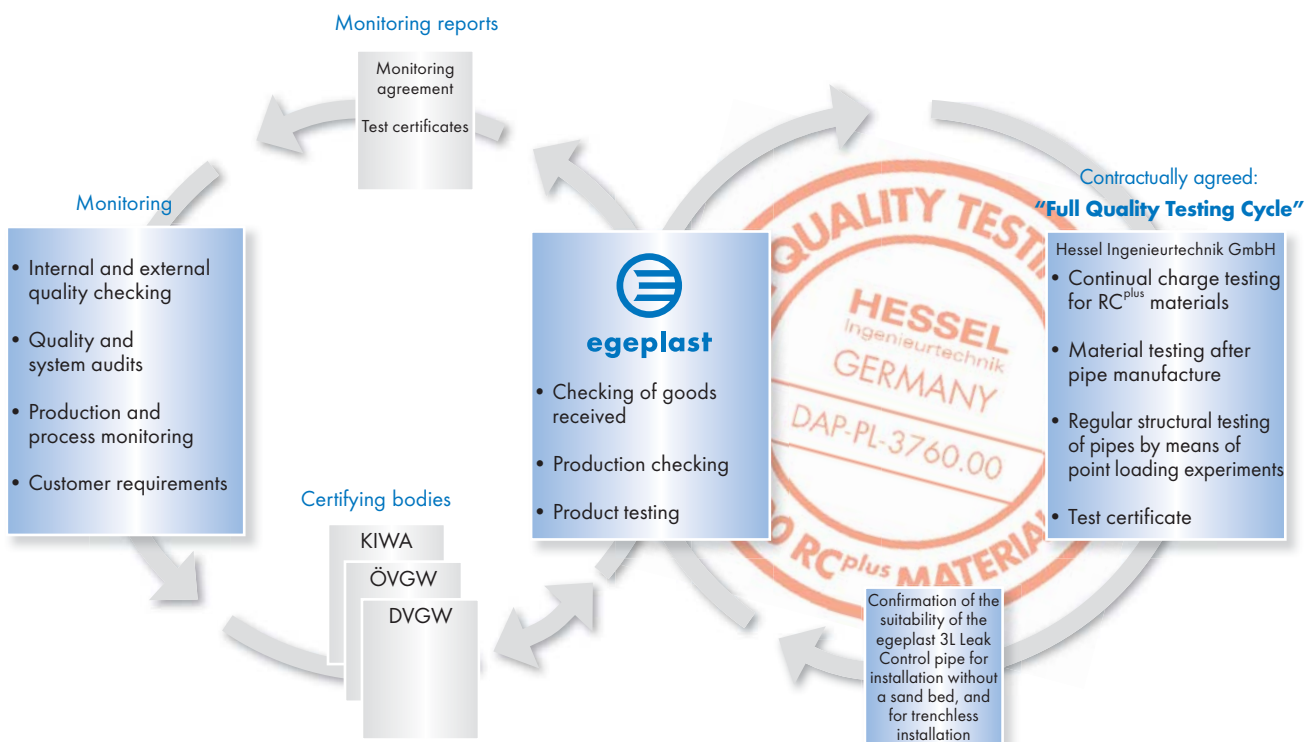 Monitoring reports
Monitoring
agreement
Test certificates
Monitoring
• Internal and external
quality checking
• Quality and
system audits
• Production and
process monitoring
• Customer requirements
Certifying bodies
KIWA
ÖVGW
DVGW
egeplast
• Checking of goods
received
• Production checking
• Product testing
QUALITY TESTI
HESSEL
Ingenieurtechnik
GERMANY
DAP-PL-3760.00
RCplus MATERIA
Contractually agreed:
"Full Quality Testing Cycle"
Hessel Ingenieurtechnik GmbH
• Continual charge testing
for RCplus materials
• Material testing after
pipe manufacture
• Regular structural testing
of pipes by means of
point loading experiments
• Test certificate
Confirmation of the
suitability of the
egeplast 3L Leak
Control pipe for
installation without
a sand bed, and
for trenchless
installation